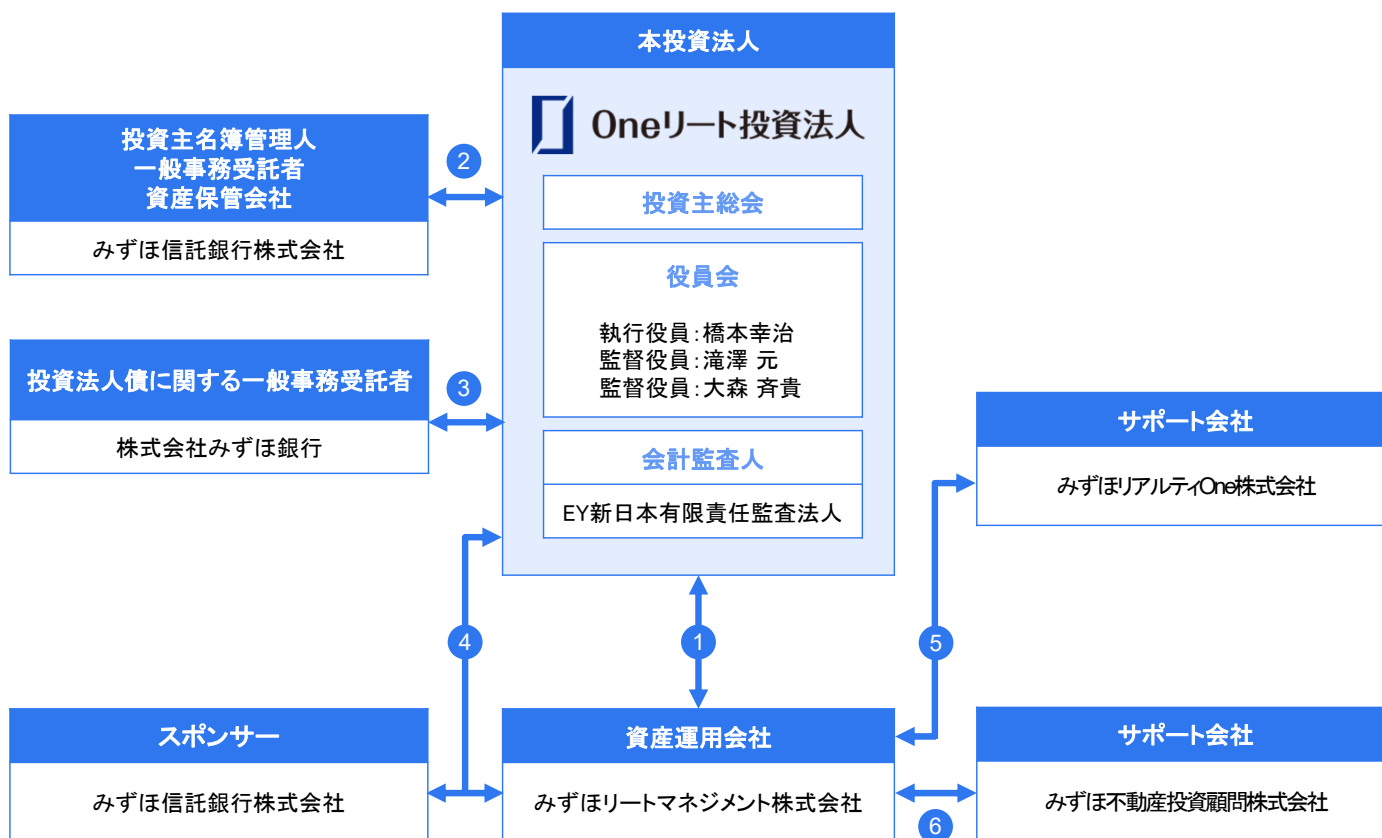 本投資法人
Oneリート投資法人
投資主総会
役員会
執行役員：橋本幸治
監督役員：滝澤 元
監督役員：大森 斉貴
会計監査人
EY新日本有限責任監査法人
投資主名簿管理人
一般事務受託者
資産保管会社
みずほ信託銀行株式会社
2
投資法人債に関する一般事務受託者
株式会社みずほ銀行
3
サポート会社
みずほリアルティOne株式会社
4
1
5
スポンサー
みずほ信託銀行株式会社
資産運用会社
みずほリートマネジメント株式会社
サポート会社
みずほ不動産投資顧問株式会社
6